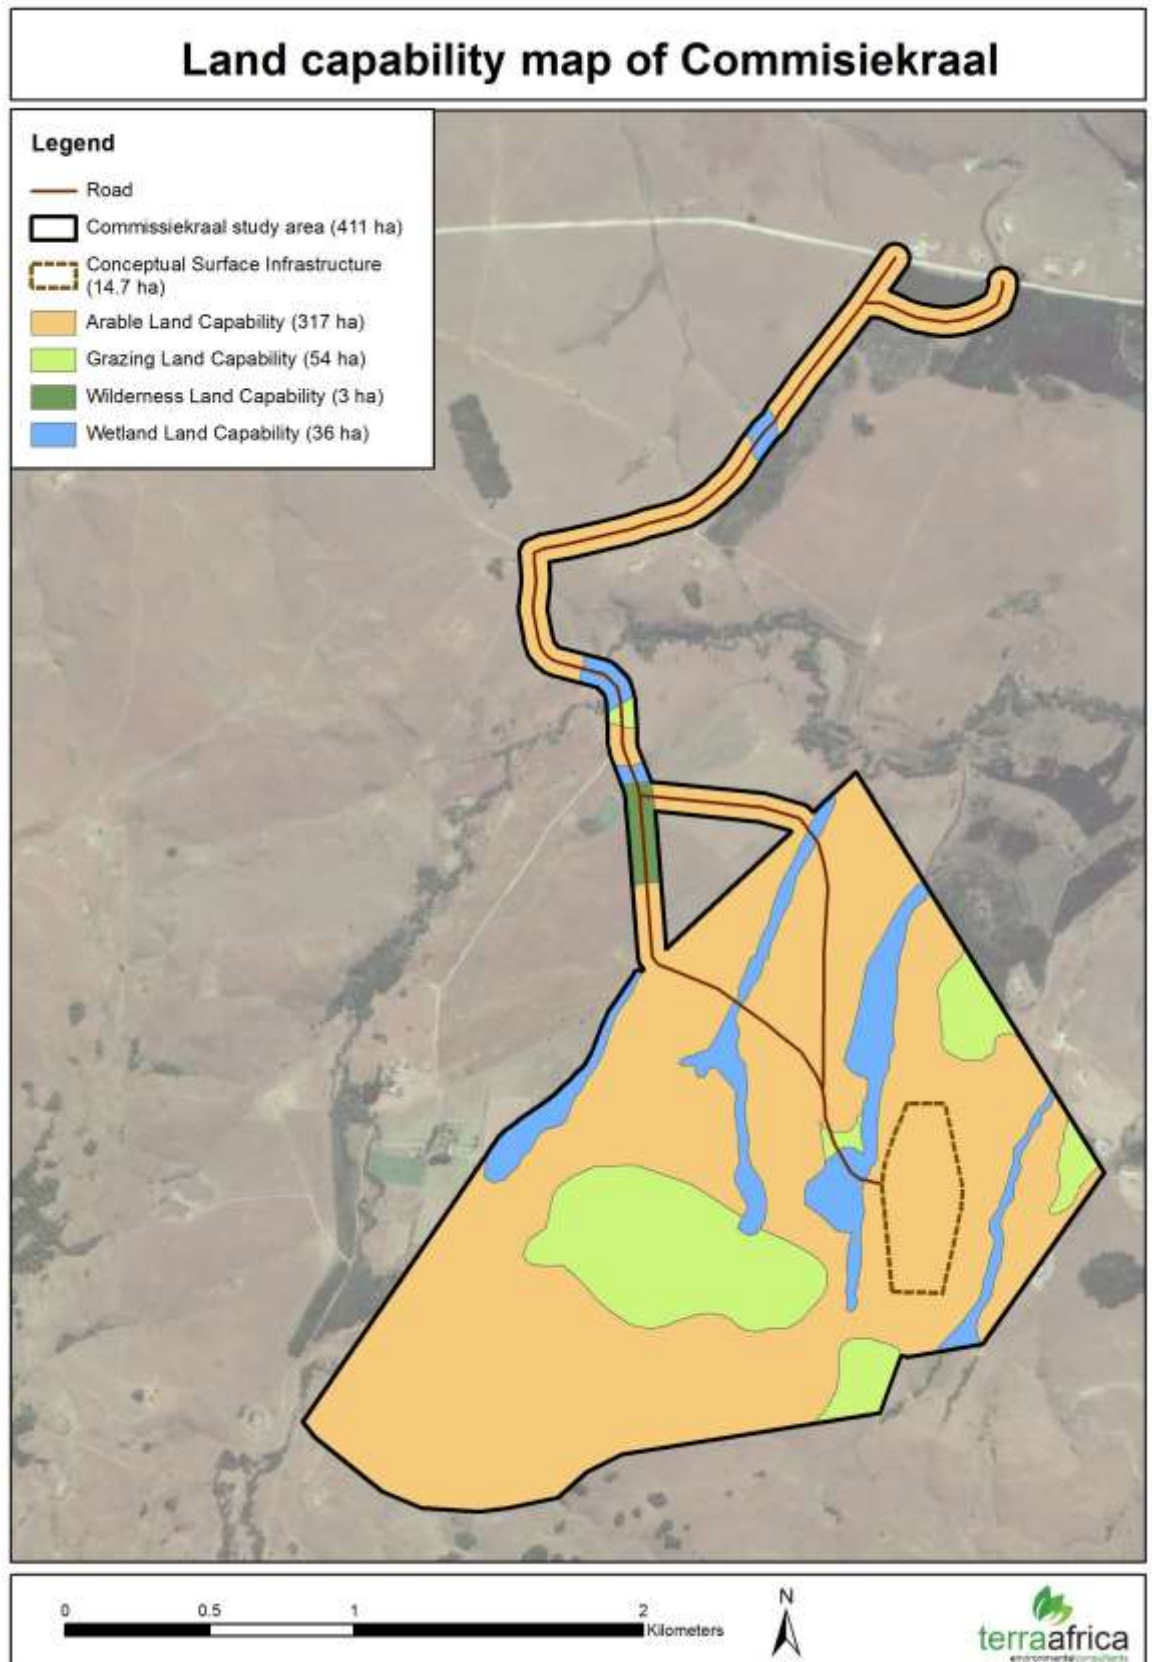 Land capability map of Commisiekraal
Legend
Road
Commissiekraal study area (411 ha)
Conceptual Surface Infrastructure
(14.7 ha)
Arable Land Capability (317 ha)
Grazing Land Capability (54 ha)
Wilderness Land Capability (3 ha)
Wetland Land Capability (36 ha)
0 0.5 1 2
Kilometers
N
terraafrica
environmental consultants